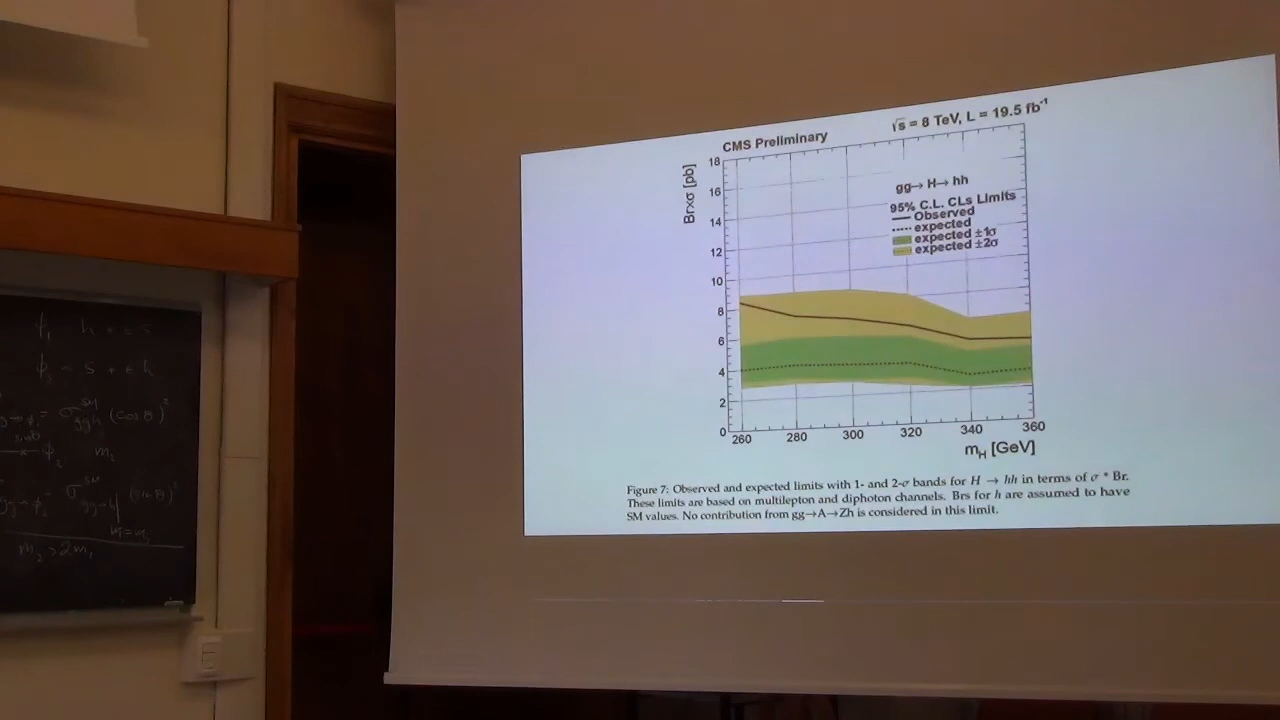 CMS Preliminary
√s = 8 TeV, L = 19.5 fb⁻¹
Br×σ [pb]
18
16
14
12
10
8
6
4
2
0
gg→ H→ hh
95% C.L. CLs Limits
Observed
expected
expected ±1σ
expected ±2σ
260 280 300 320 340 360
m_H [GeV]
Figure 7: Observed and expected limits with 1- and 2-σ bands for H → hh in terms of σ * Br.
These limits are based on multilepton and diphoton channels. Brs for h are assumed to have
SM values. No contribution from gg→A→Zh is considered in this limit.
m₂ > 2m₁